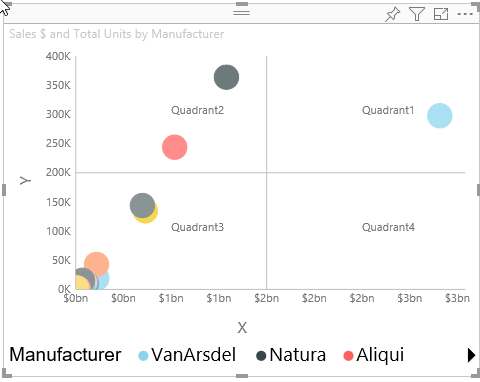 Sales $ and Total Units by Manufacturer
400K
350K
300K
250K
200K
150K
100K
50K
0K
Y
Quadrant2
Quadrant1
Quadrant3
Quadrant4
$0bn $0bn $1bn $1bn $2bn $2bn $3bn $3bn $3bn
X
Manufacturer VanArsdel Natura Aliqui